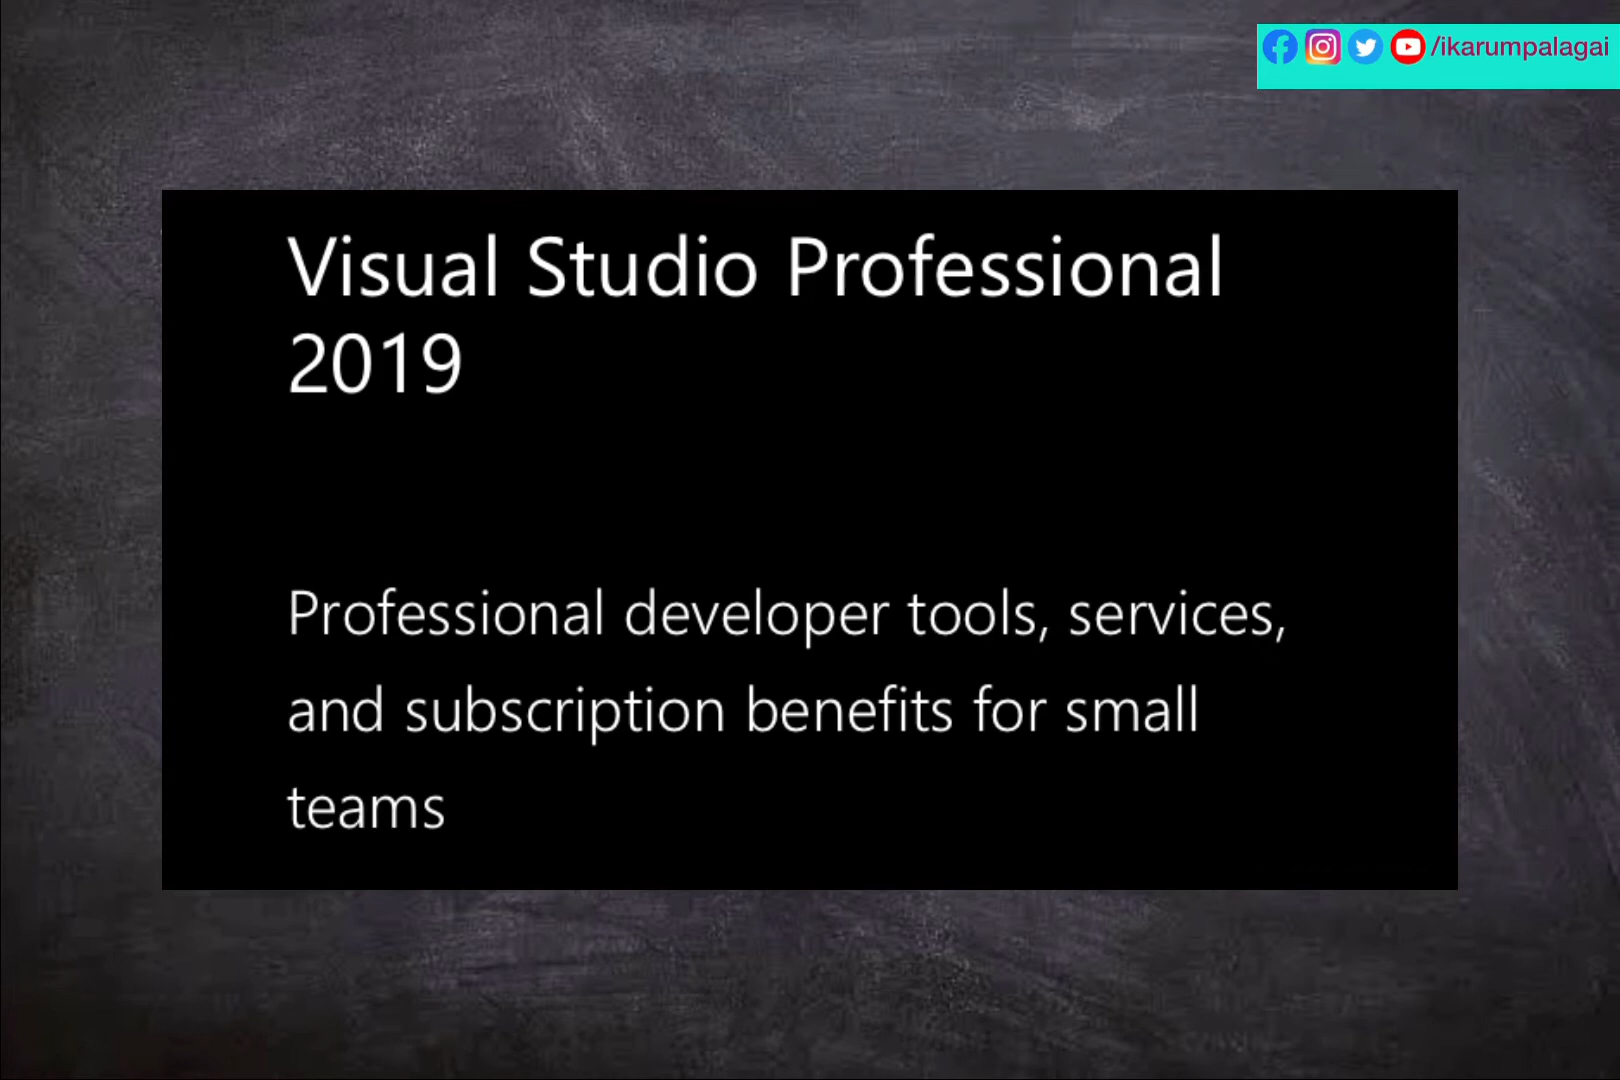 /ikarumpalagai
Visual Studio Professional
2019
Professional developer tools, services,
and subscription benefits for small
teams